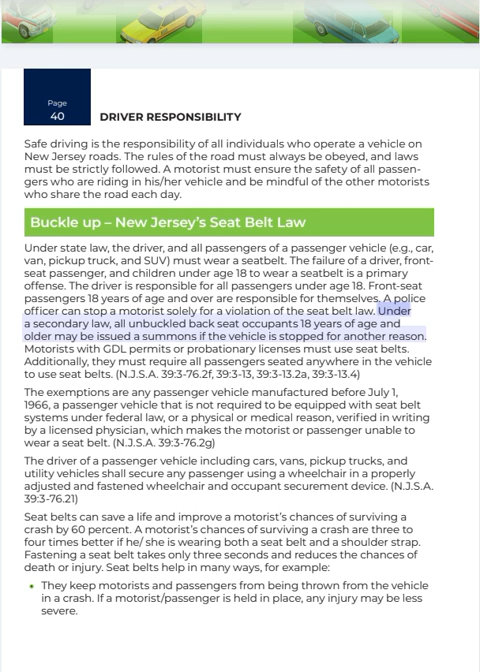 Page
40
DRIVER RESPONSIBILITY
Safe driving is the responsibility of all individuals who operate a vehicle on
New Jersey roads. The rules of the road must always be obeyed, and laws
must be strictly followed. A motorist must ensure the safety of all passen-
gers who are riding in his/her vehicle and be mindful of the other motorists
who share the road each day.
Buckle up – New Jersey's Seat Belt Law
Under state law, the driver, and all passengers of a passenger vehicle (e.g., car,
van, pickup truck, and SUV) must wear a seatbelt. The failure of a driver, front-
seat passenger, and children under age 18 to wear a seatbelt is a primary
offense. The driver is responsible for all passengers under age 18. Front-seat
passengers 18 years of age and over are responsible for themselves. A police
officer can stop a motorist solely for a violation of the seat belt law. Under
a secondary law, all unbuckled back seat occupants 18 years of age and
older may be issued a summons if the vehicle is stopped for another reason.
Motorists with GDL permits or probationary licenses must use seat belts.
Additionally, they must require all passengers seated anywhere in the vehicle
to use seat belts. (N.J.S.A. 39:3-76.2f, 39:3-13, 39:3-13.2a, 39:3-13.4)
The exemptions are any passenger vehicle manufactured before July 1,
1966, a passenger vehicle that is not required to be equipped with seat belt
systems under federal law, or a physical or medical reason, verified in writing
by a licensed physician, which makes the motorist or passenger unable to
wear a seat belt. (N.J.S.A. 39:3-76.2g)
The driver of a passenger vehicle including cars, vans, pickup trucks, and
utility vehicles shall secure any passenger using a wheelchair in a properly
adjusted and fastened wheelchair and occupant securement device. (N.J.S.A.
39:3-76.21)
Seat belts can save a life and improve a motorist's chances of surviving a
crash by 60 percent. A motorist's chances of surviving a crash are three to
four times better if he/ she is wearing both a seat belt and a shoulder strap.
Fastening a seat belt takes only three seconds and reduces the chances of
death or injury. Seat belts help in many ways, for example:
• They keep motorists and passengers from being thrown from the vehicle
in a crash. If a motorist/passenger is held in place, any injury may be less
severe.